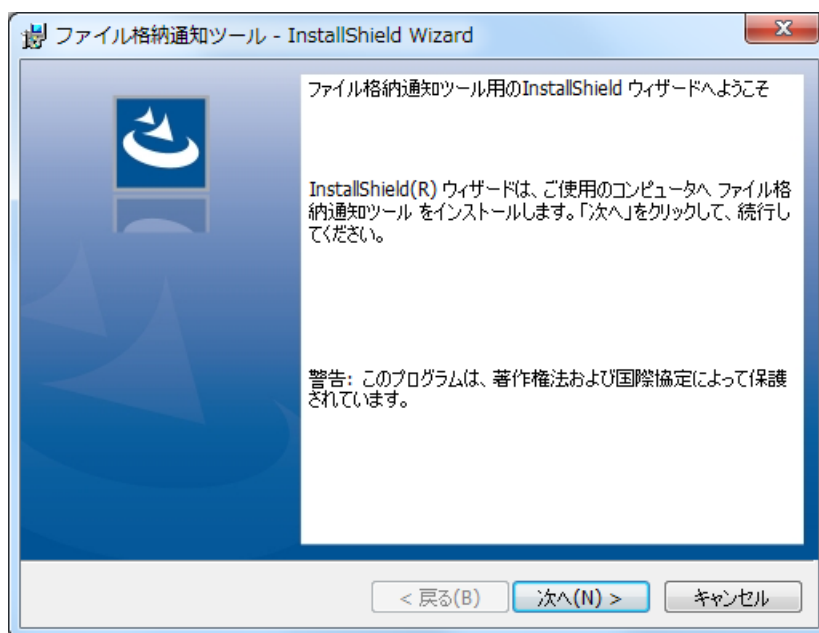 ファイル格納通知ツール - InstallShield Wizard
ファイル格納通知ツール用のInstallShield ウィザードへようこそ
InstallShield(R) ウィザードは、ご使用のコンピュータへ ファイル格
納通知ツール をインストールします。「次へ」をクリックして、続行し
てください。
警告: このプログラムは、著作権法および国際協定によって保護
されています。
< 戻る(B)
次へ(N) >
キャンセル